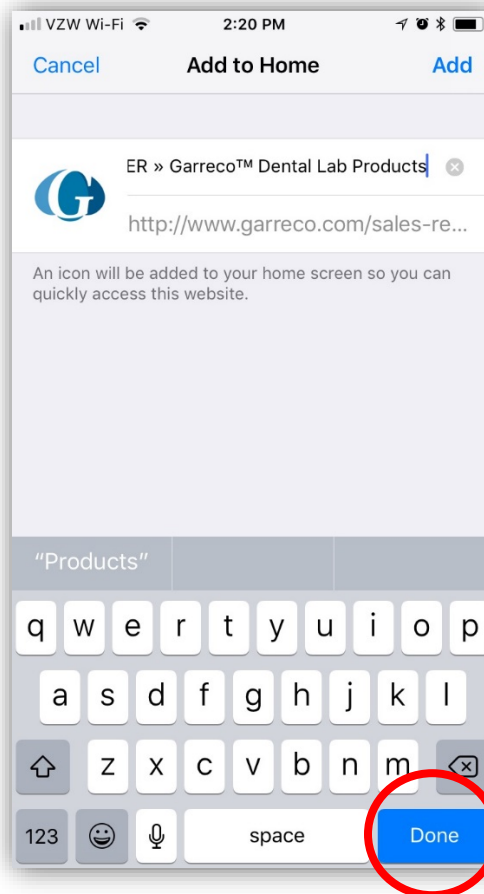 VZW Wi-Fi 2:20 PM
Cancel Add to Home Add
ER » Garreco™ Dental Lab Products
http://www.garreco.com/sales-re...
An icon will be added to your home screen so you can
quickly access this website.
“Products”
q w e r t y u i o p
a s d f g h j k l
z x c v b n m
123 space Done